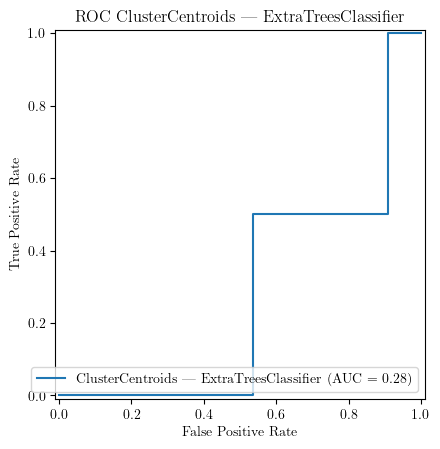 ROC ClusterCentroids — ExtraTreesClassifier
1.0
0.8
0.6
0.4
0.2
0.0
True Positive Rate
ClusterCentroids — ExtraTreesClassifier (AUC = 0.28)
0.0 0.2 0.4 0.6 0.8 1.0
False Positive Rate